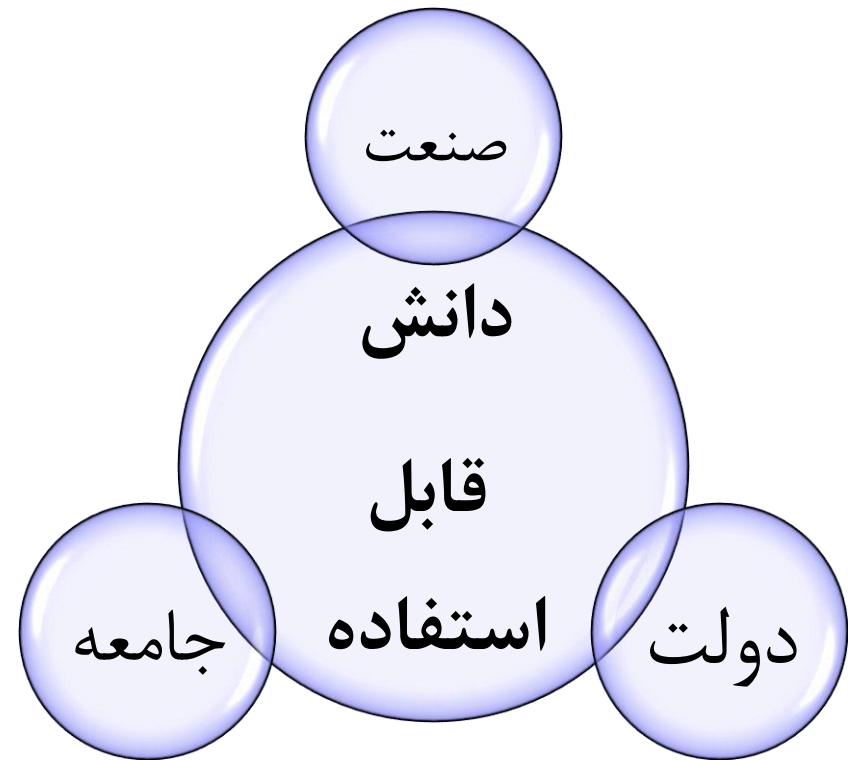 صنعت
دانش
قابل
استفاده
دولت
جامعه